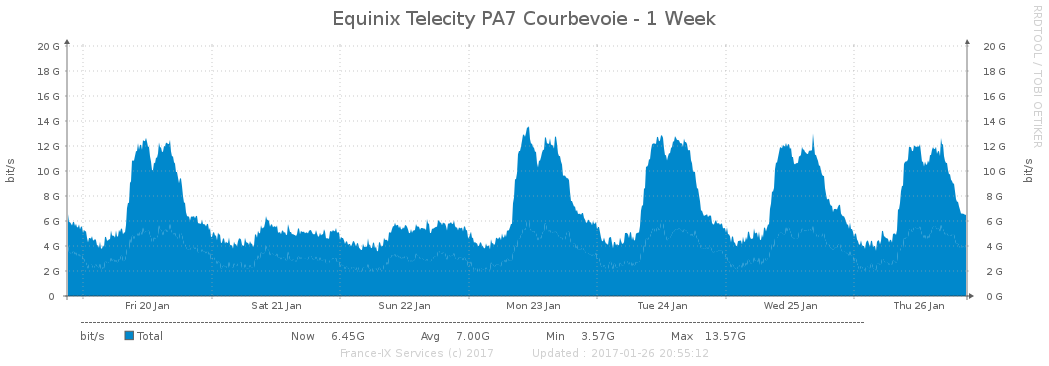 Equinix Telecity PA7 Courbevoie - 1 Week
RRDTOOL / TOBI OETIKER
20 G 20 G
18 G 18 G
16 G 16 G
14 G 14 G
12 G 12 G
10 G 10 G
8 G 8 G
6 G 6 G
4 G 4 G
2 G 2 G
0 0 G
bit/s bit/s
Fri 20 Jan Sat 21 Jan Sun 22 Jan Mon 23 Jan Tue 24 Jan Wed 25 Jan Thu 26 Jan
bit/s Total Now 6.45G Avg 7.00G Min 3.57G Max 13.57G
France-IX Services (c) 2017 Updated : 2017-01-26 20:55:12